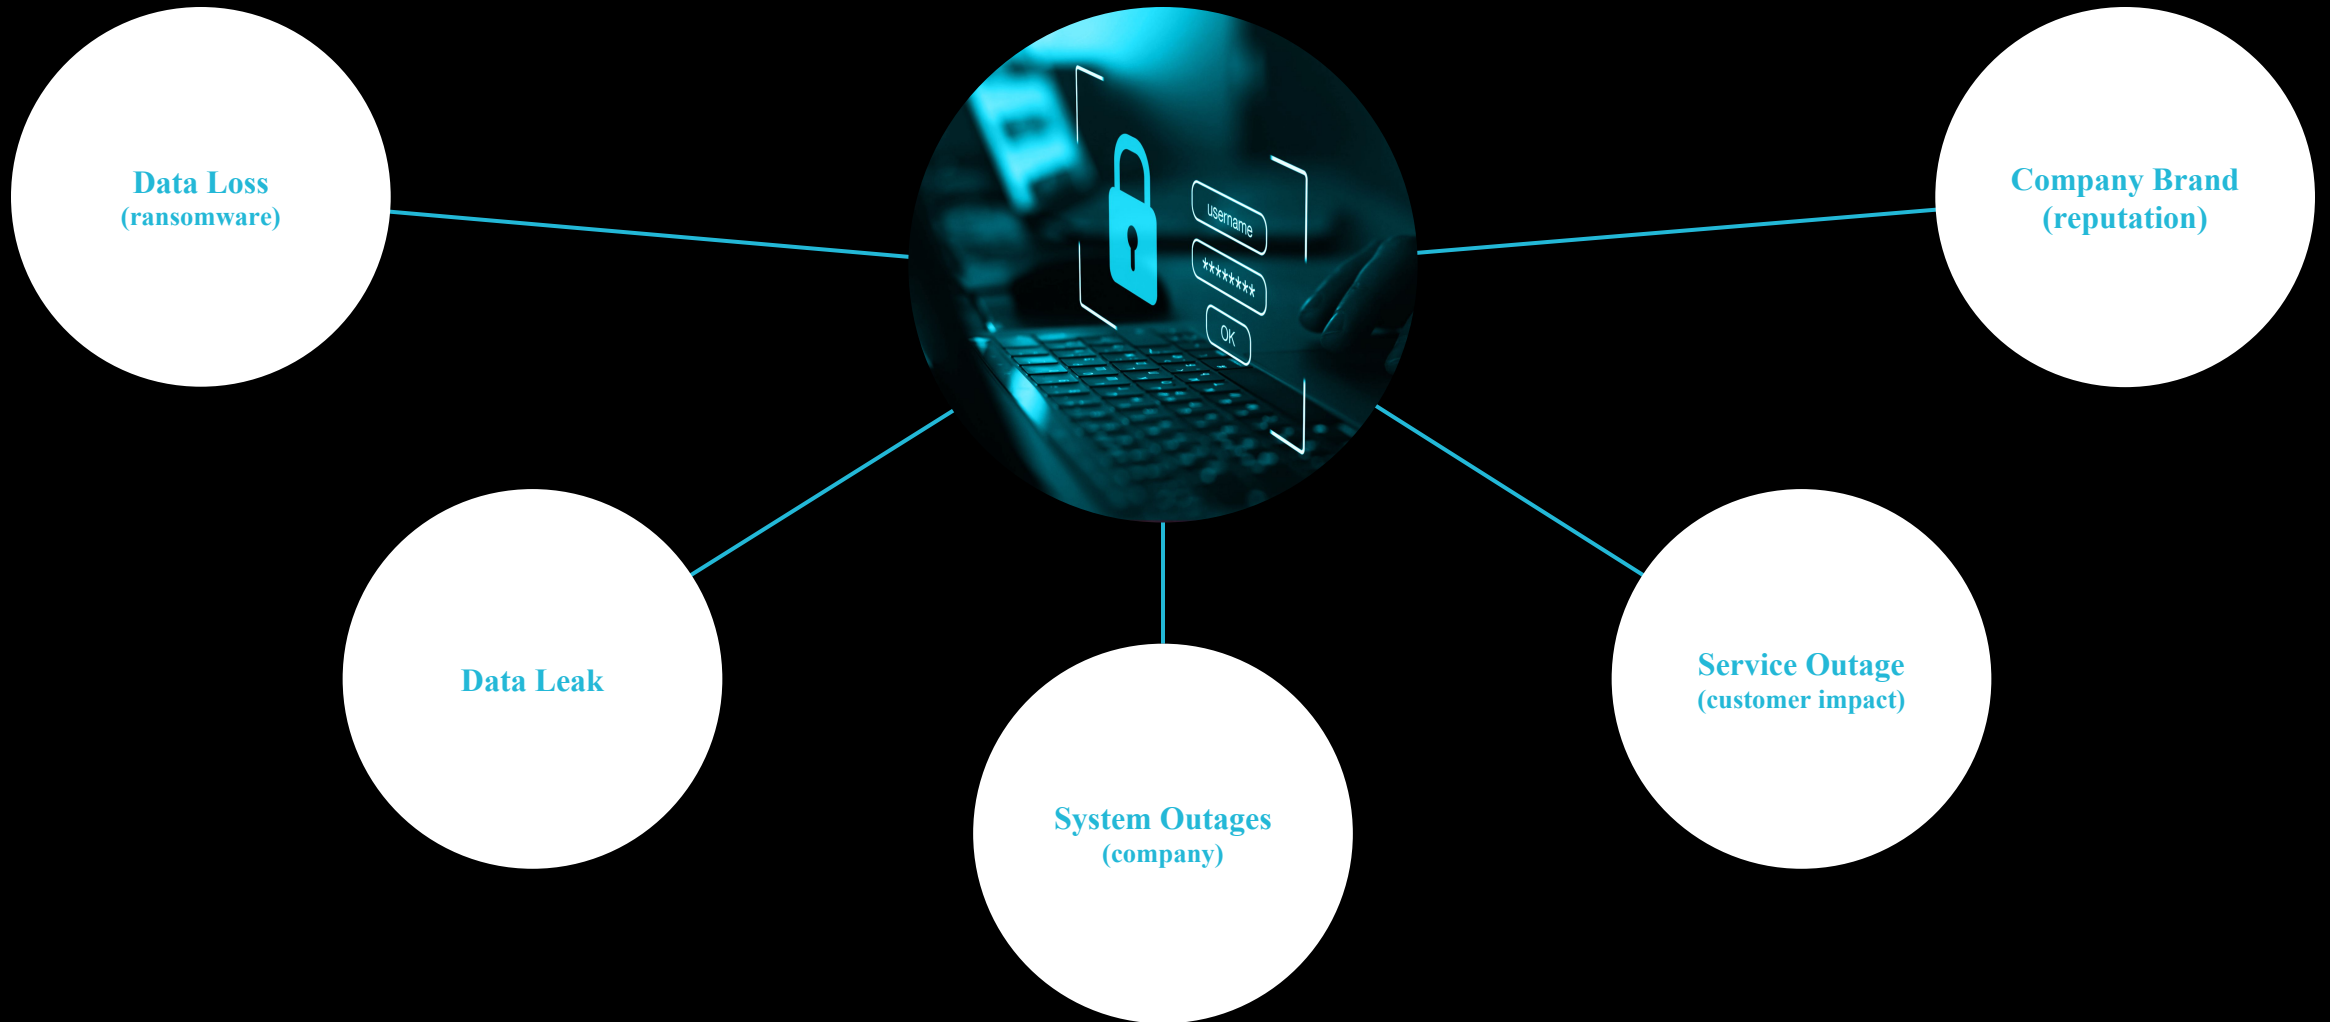 username
********
OK
Data Loss
(ransomware)
Company Brand
(reputation)
Data Leak
Service Outage
(customer impact)
System Outages
(company)